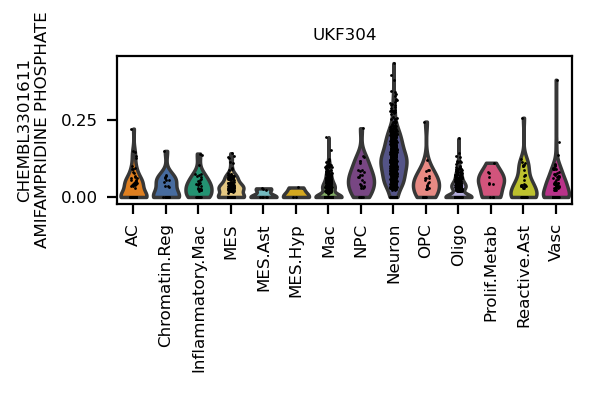 UKF304
CHEMBL3301611
AMIFAMPRIDINE PHOSPHATE
0.25
0.00
AC
Chromatin.Reg
Inflammatory.Mac
MES
MES.Ast
MES.Hyp
Mac
NPC
Neuron
OPC
Oligo
Prolif.Metab
Reactive.Ast
Vasc